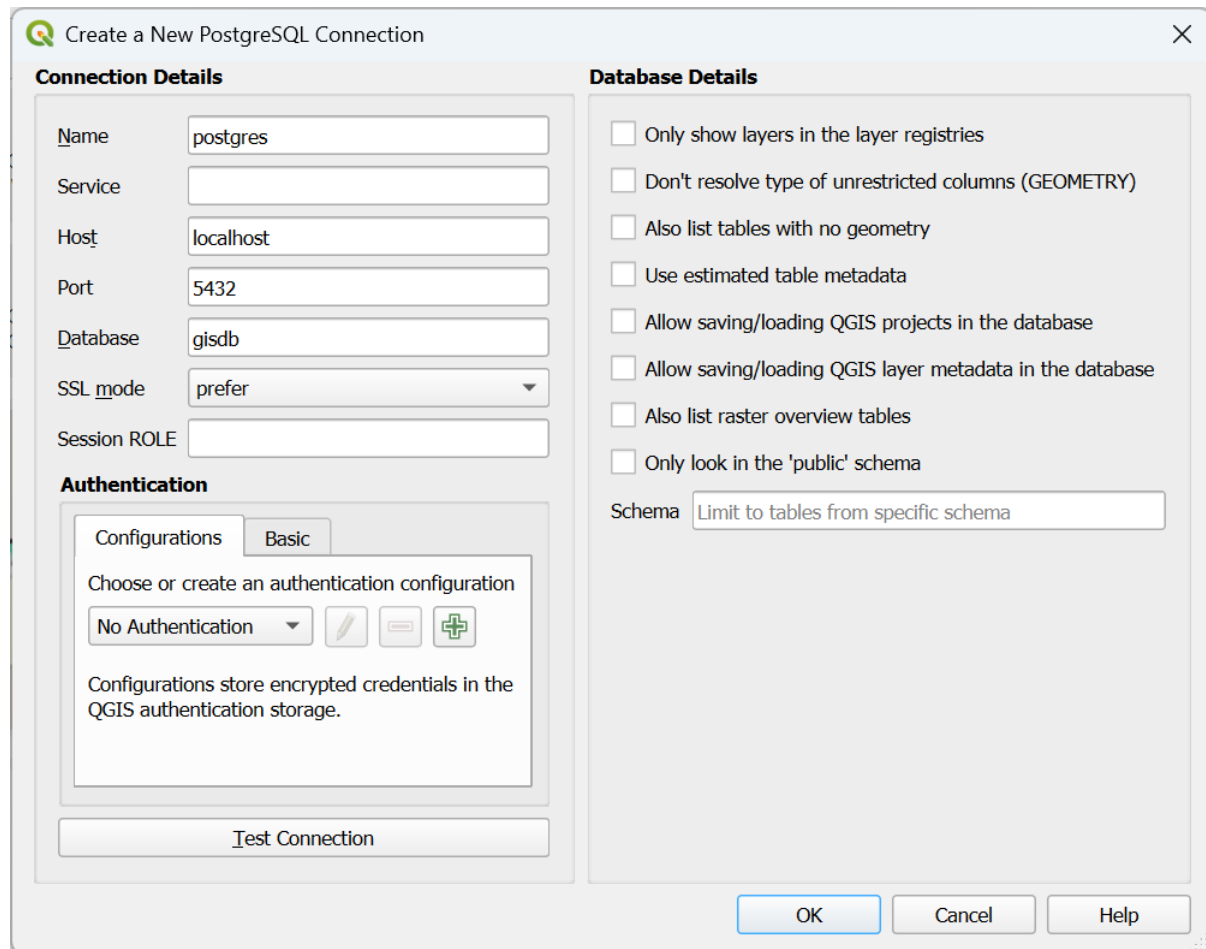 Create a New PostgreSQL Connection
Connection Details
Name
postgres
Service
Host
localhost
Port
5432
Database
gisdb
SSL mode
prefer
Session ROLE
Authentication
Configurations
Basic
Choose or create an authentication configuration
No Authentication
Configurations store encrypted credentials in the
QGIS authentication storage.
Test Connection
Database Details
Only show layers in the layer registries
Don't resolve type of unrestricted columns (GEOMETRY)
Also list tables with no geometry
Use estimated table metadata
Allow saving/loading QGIS projects in the database
Allow saving/loading QGIS layer metadata in the database
Also list raster overview tables
Only look in the 'public' schema
Schema
Limit to tables from specific schema
OK
Cancel
Help